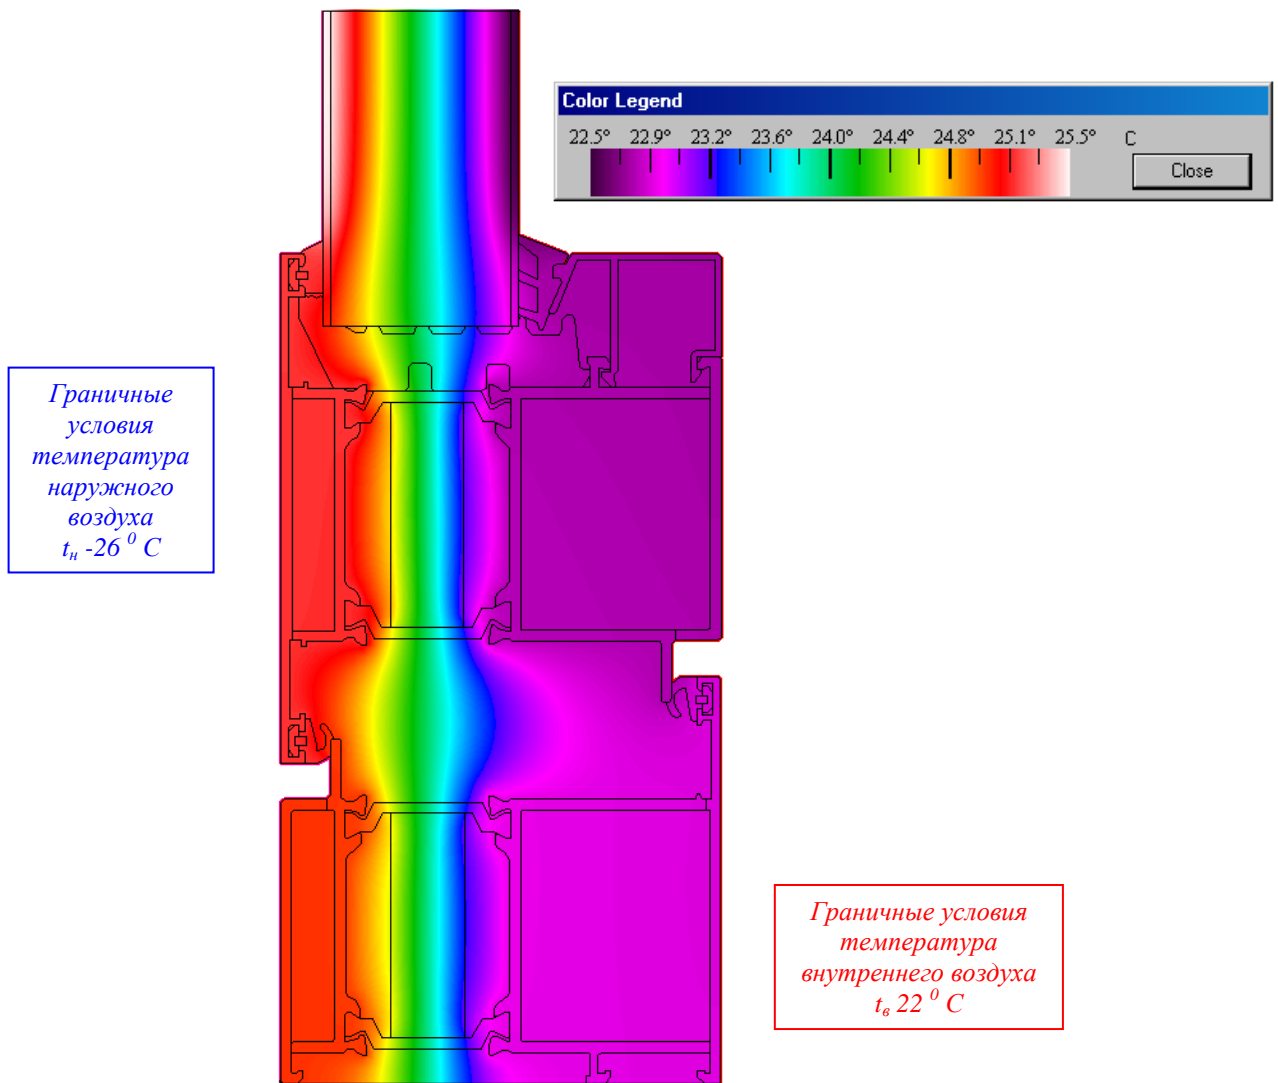 Color Legend
22.5° 22.9° 23.2° 23.6° 24.0° 24.4° 24.8° 25.1° 25.5° C
Close
Граничные
условия
температура
наружного
воздуха
tн -26 0 C
Граничные условия
температура
внутреннего воздуха
tв 22 0 C